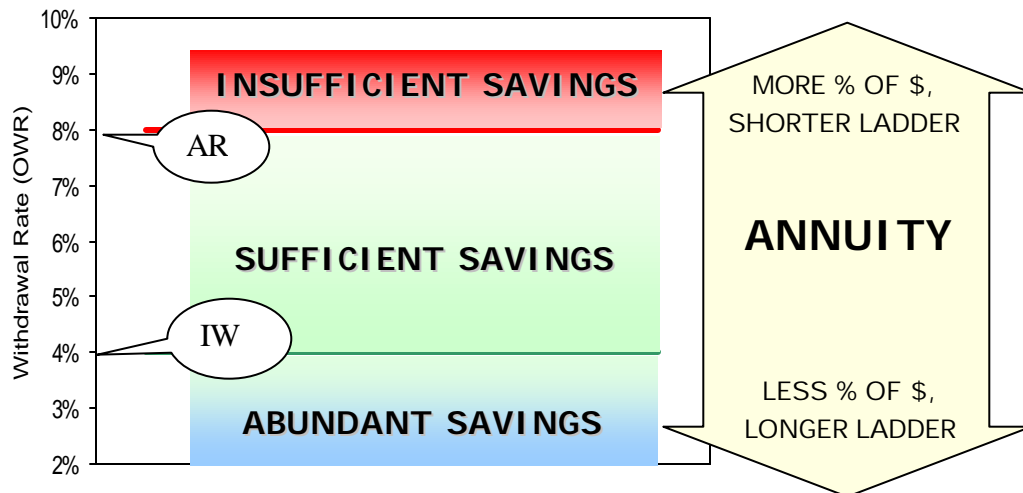 10%
9%
8%
7%
6%
5%
4%
3%
2%
Withdrawal Rate (OWR)
INSUFFICIENT SAVINGS
AR
SUFFICIENT SAVINGS
IW
ABUNDANT SAVINGS
MORE % OF $,
SHORTER LADDER
ANNUITY
LESS % OF $,
LONGER LADDER